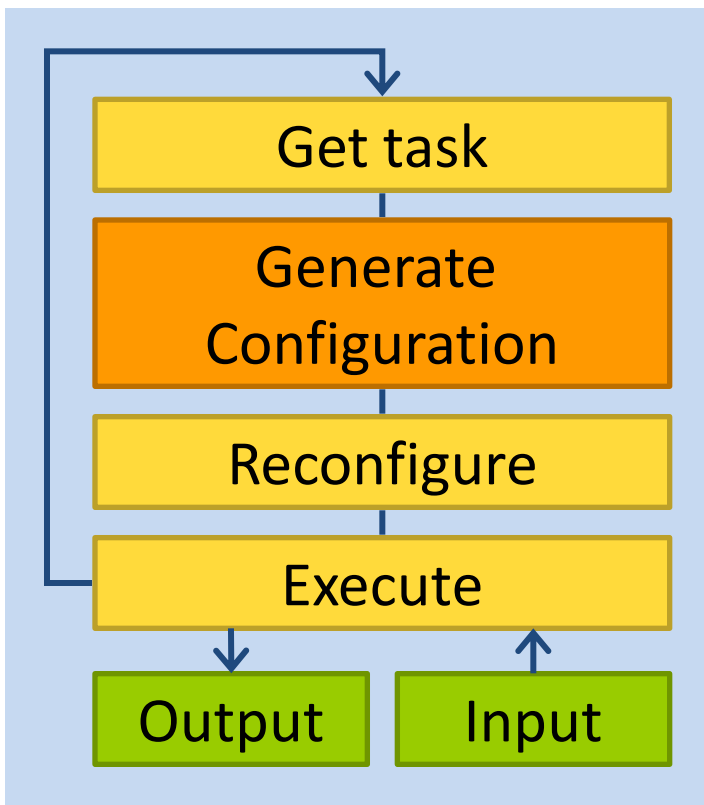 Get task
Generate
Configuration
Reconfigure
Execute
Output
Input